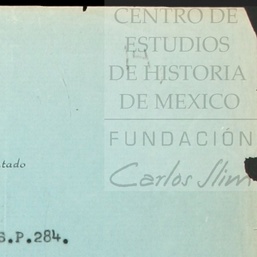 CENTRO DE
ESTUDIOS
DE HISTORIA
DE MEXICO
FUNDACIÓN
Carlos Slim
tado
S.P.284.